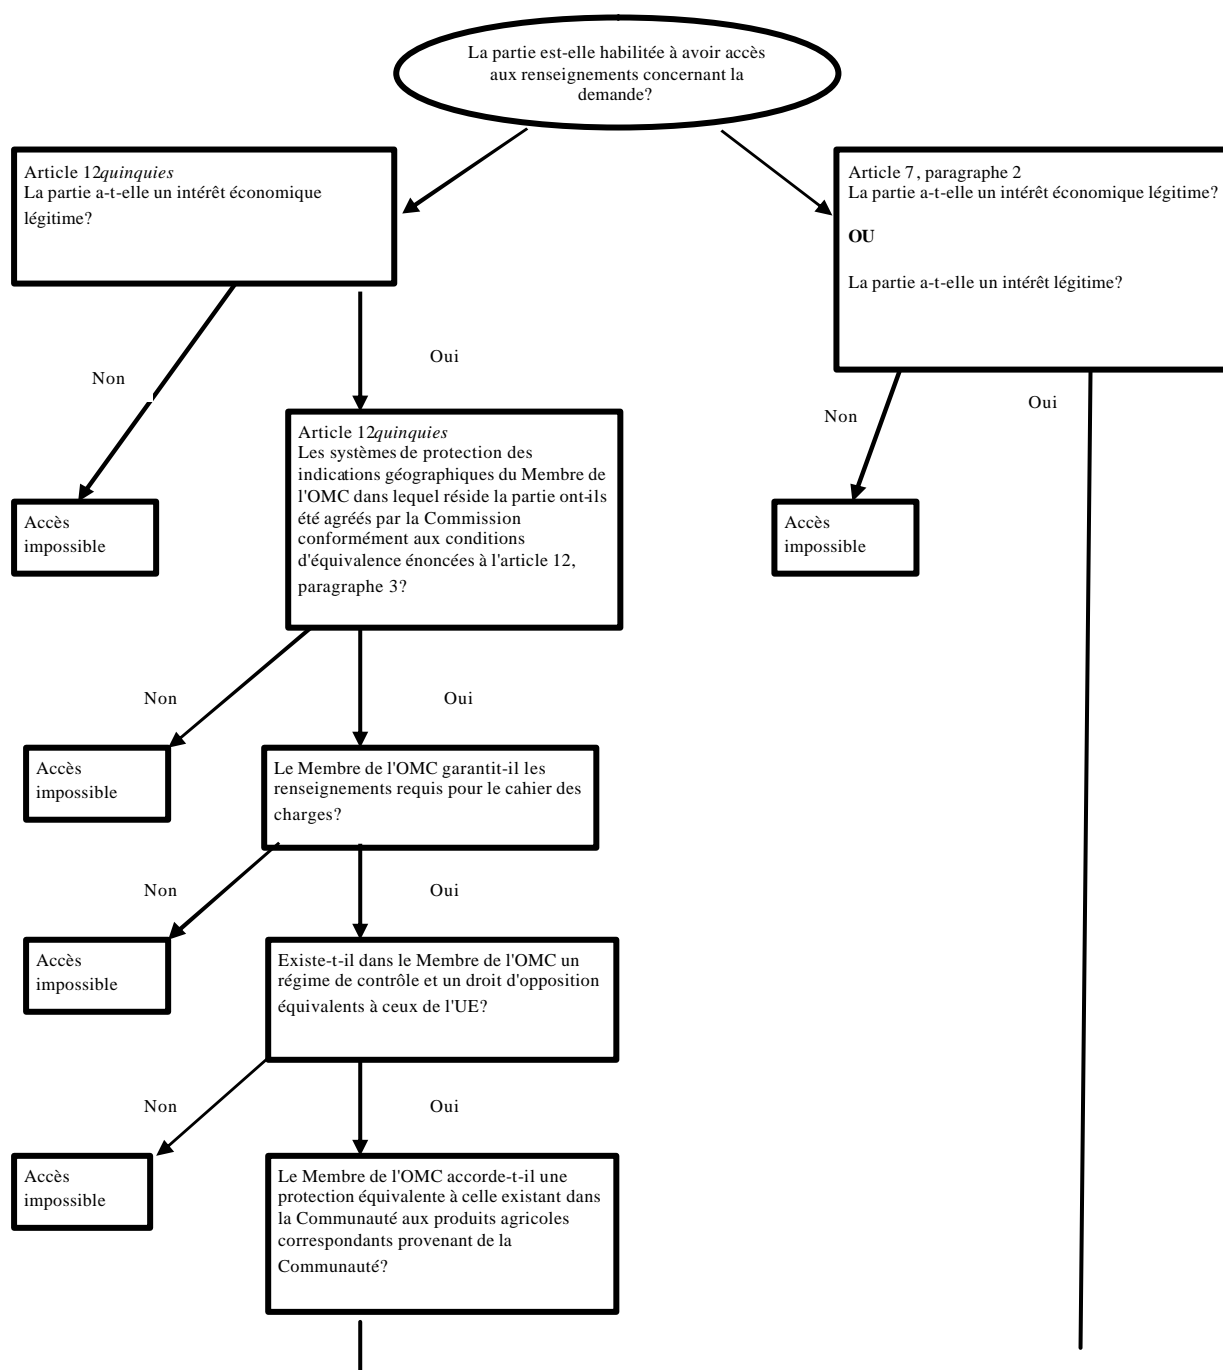 La partie est-elle habilitée à avoir accès
aux renseignements concernant la
demande?
Article 12quinquies
La partie a-t-elle un intérêt économique
légitime?
Article 7, paragraphe 2
La partie a-t-elle un intérêt économique légitime?
OU
La partie a-t-elle un intérêt légitime?
Non
Oui
Non
Oui
Accès
impossible
Article 12quinquies
Les systèmes de protection des
indications géographiques du Membre de
l'OMC dans lequel réside la partie ont-ils
été agréés par la Commission
conformément aux conditions
d'équivalence énoncées à l'article 12,
paragraphe 3?
Accès
impossible
Non
Oui
Accès
impossible
Le Membre de l'OMC garantit-il les
renseignements requis pour le cahier des
charges?
Non
Oui
Accès
impossible
Existe-t-il dans le Membre de l'OMC un
régime de contrôle et un droit d'opposition
équivalents à ceux de l'UE?
Non
Oui
Accès
impossible
Le Membre de l'OMC accorde-t-il une
protection équivalente à celle existant dans
la Communauté aux produits agricoles
correspondants provenant de la
Communauté?